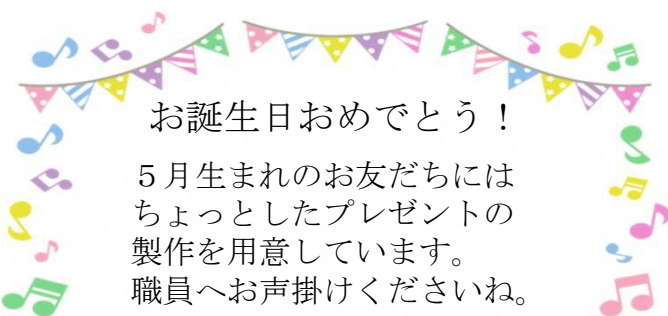 お誕生日おめでとう！
５月生まれのお友だちには
ちょっとしたプレゼントの
製作を用意しています。
職員へお声掛けくださいね。